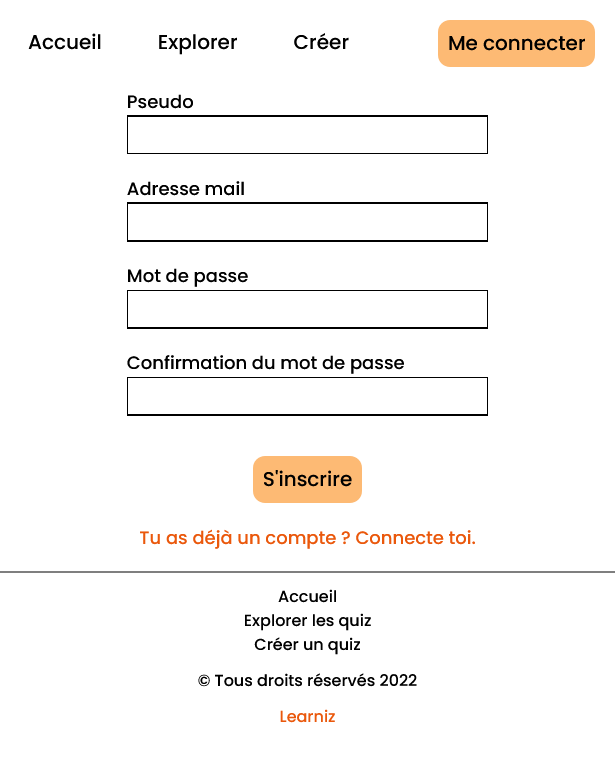 Accueil Explorer Créer Me connecter
Pseudo
Adresse mail
Mot de passe
Confirmation du mot de passe
S'inscrire
Tu as déjà un compte ? Connecte toi.
Accueil
Explorer les quiz
Créer un quiz
© Tous droits réservés 2022
Learniz